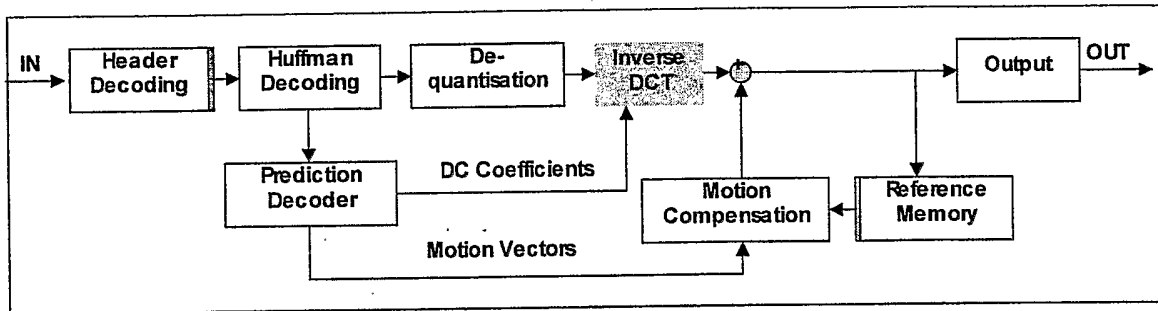 IN
Header
Decoding
Huffman
Decoding
De-
quantisation
Inverse
DCT
+
Output
OUT
Prediction
Decoder
DC Coefficients
Motion
Compensation
Reference
Memory
Motion Vectors